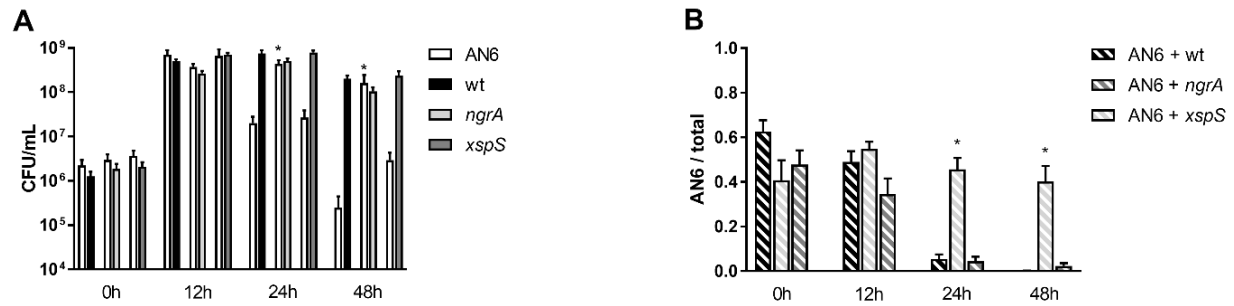 A
B
CFU/mL
10⁹
10⁸
10⁷
10⁶
10⁵
10⁴
*
*
0h
12h
24h
48h
AN6
wt
ngrA
xspS
AN6 / total
1.0
0.8
0.6
0.4
0.2
0.0
*
*
0h
12h
24h
48h
AN6 + wt
AN6 + ngrA
AN6 + xspS